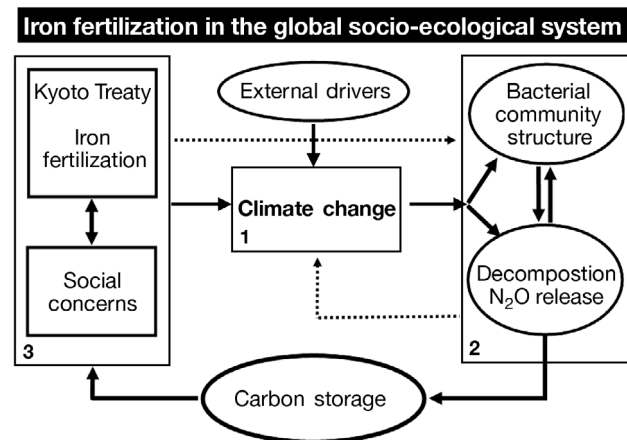 Iron fertilization in the global socio-ecological system
Kyoto Treaty
Iron
fertilization
Social
concerns
3
External drivers
Climate change
1
Bacterial
community
structure
Decompostion
N₂O release
2
Carbon storage